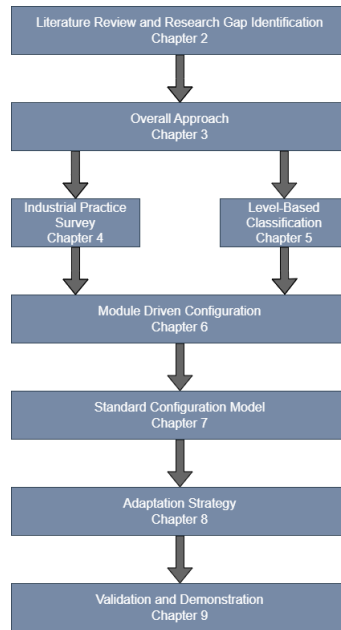 Literature Review and Research Gap Identification
Chapter 2
Overall Approach
Chapter 3
Industrial Practice
Survey
Chapter 4
Level-Based
Classification
Chapter 5
Module Driven Configuration
Chapter 6
Standard Configuration Model
Chapter 7
Adaptation Strategy
Chapter 8
Validation and Demonstration
Chapter 9